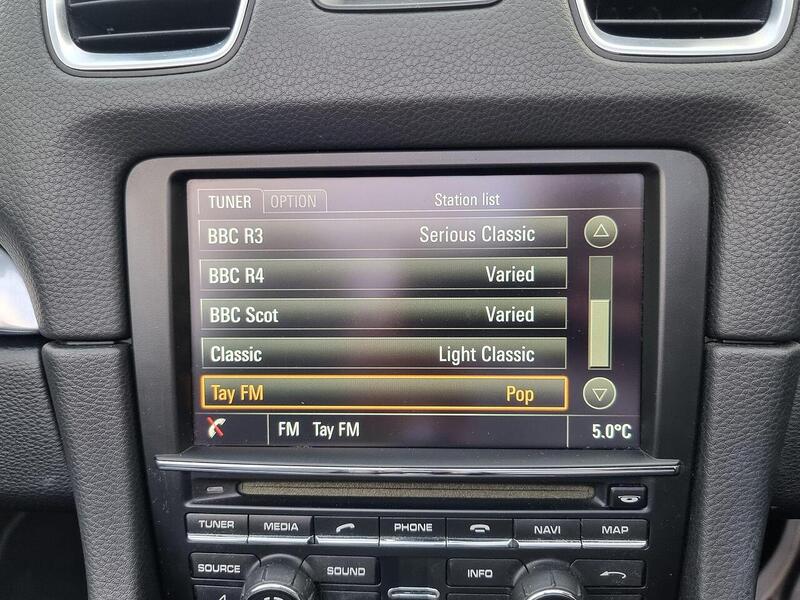 TUNER OPTION Station list
BBC R3 Serious Classic
BBC R4 Varied
BBC Scot Varied
Classic Light Classic
Tay FM Pop
FM Tay FM 5.0°C
TUNER MEDIA PHONE NAVI MAP
SOURCE SOUND INFO
4